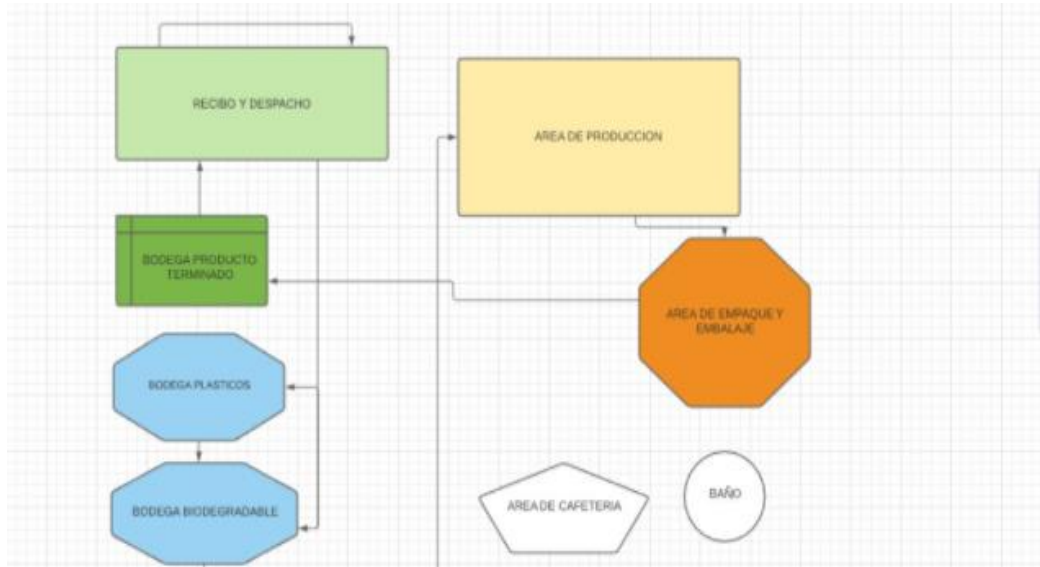 RECIBO Y DESPACHO
AREA DE PRODUCCION
BODEGA PRODUCTO
TERMINADO
AREA DE EMPAQUE Y
EMBALAJE
BODEGA PLASTICOS
BODEGA BIODEGRADABLE
AREA DE CAFETERIA
BAÑO